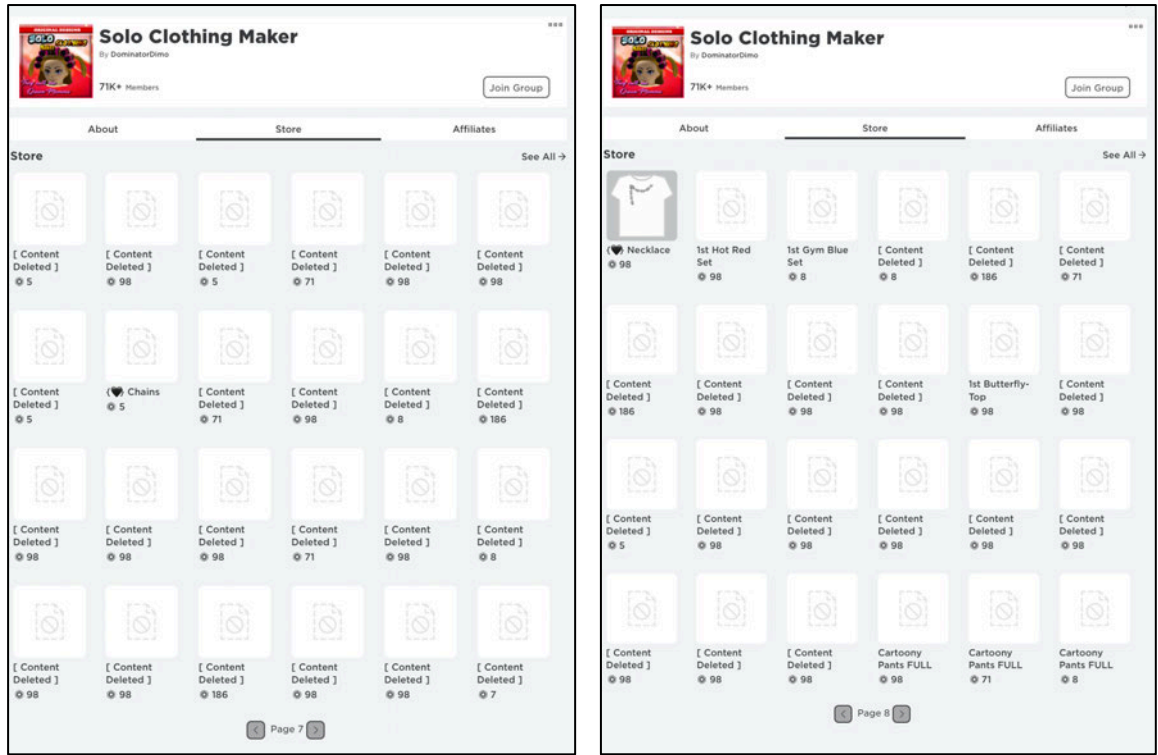 ORIGINAL DESIGNS
SOLO
Solo Clothing Maker
By DominatorDimo
71K+ Members
Join Group
About Store Affiliates
Store See All →
[ Content [ Content [ Content [ Content [ Content [ Content
Deleted ] Deleted ] Deleted ] Deleted ] Deleted ] Deleted ]
5 98 5 71 98 98
[ Content {🖤} Chains [ Content [ Content [ Content [ Content
Deleted ] 5 Deleted ] Deleted ] Deleted ] Deleted ]
5 71 98 8 186
[ Content [ Content [ Content [ Content [ Content [ Content
Deleted ] Deleted ] Deleted ] Deleted ] Deleted ] Deleted ]
98 98 98 71 98 8
[ Content [ Content [ Content [ Content [ Content [ Content
Deleted ] Deleted ] Deleted ] Deleted ] Deleted ] Deleted ]
98 98 186 98 98 7
< Page 7 >
ORIGINAL DESIGNS
SOLO
Solo Clothing Maker
By DominatorDimo
71K+ Members
Join Group
About Store Affiliates
Store See All →
{🖤} Necklace 1st Hot Red 1st Gym Blue [ Content [ Content [ Content
98 Set Set Deleted ] Deleted ] Deleted ]
98 8 8 186 71
[ Content [ Content [ Content [ Content 1st Butterfly- [ Content
Deleted ] Deleted ] Deleted ] Deleted ] Top Deleted ]
186 98 98 98 98 98
[ Content [ Content [ Content [ Content [ Content [ Content
Deleted ] Deleted ] Deleted ] Deleted ] Deleted ] Deleted ]
5 98 98 98 98 98
[ Content [ Content [ Content Cartoony Cartoony Cartoony
Deleted ] Deleted ] Deleted ] Pants FULL Pants FULL Pants FULL
98 98 98 98 71 8
< Page 8 >